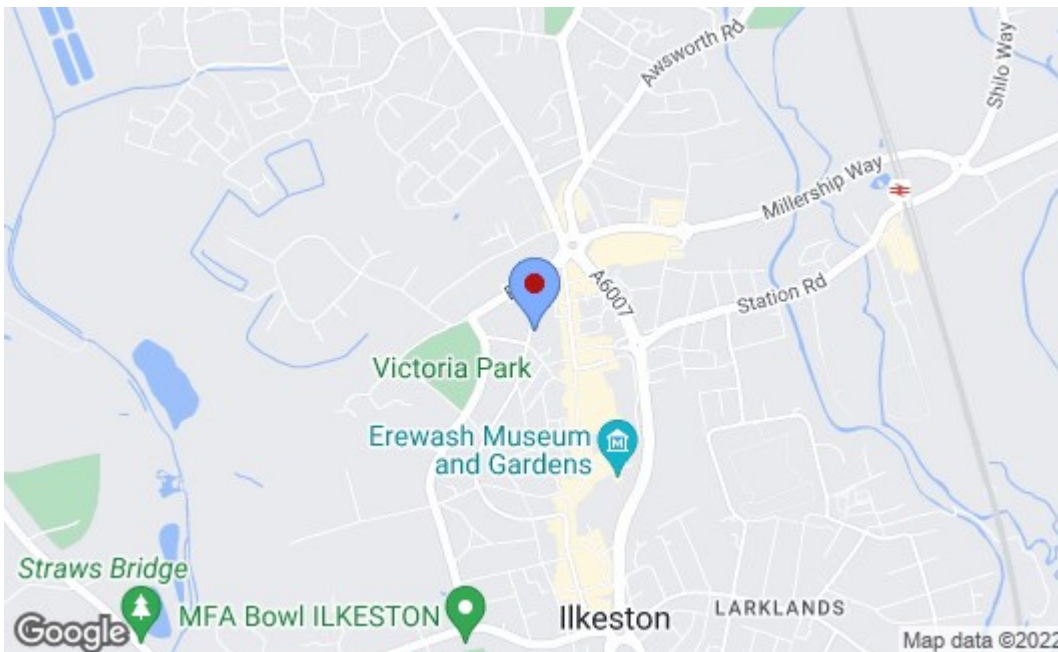 Awsworth Rd
Shilo Way
Millership Way
A6007
Station Rd
Victoria Park
Erewash Museum
and Gardens
M
Straws Bridge
MFA Bowl ILKESTON
Ilkeston
LARKLANDS
Google
Map data ©2022